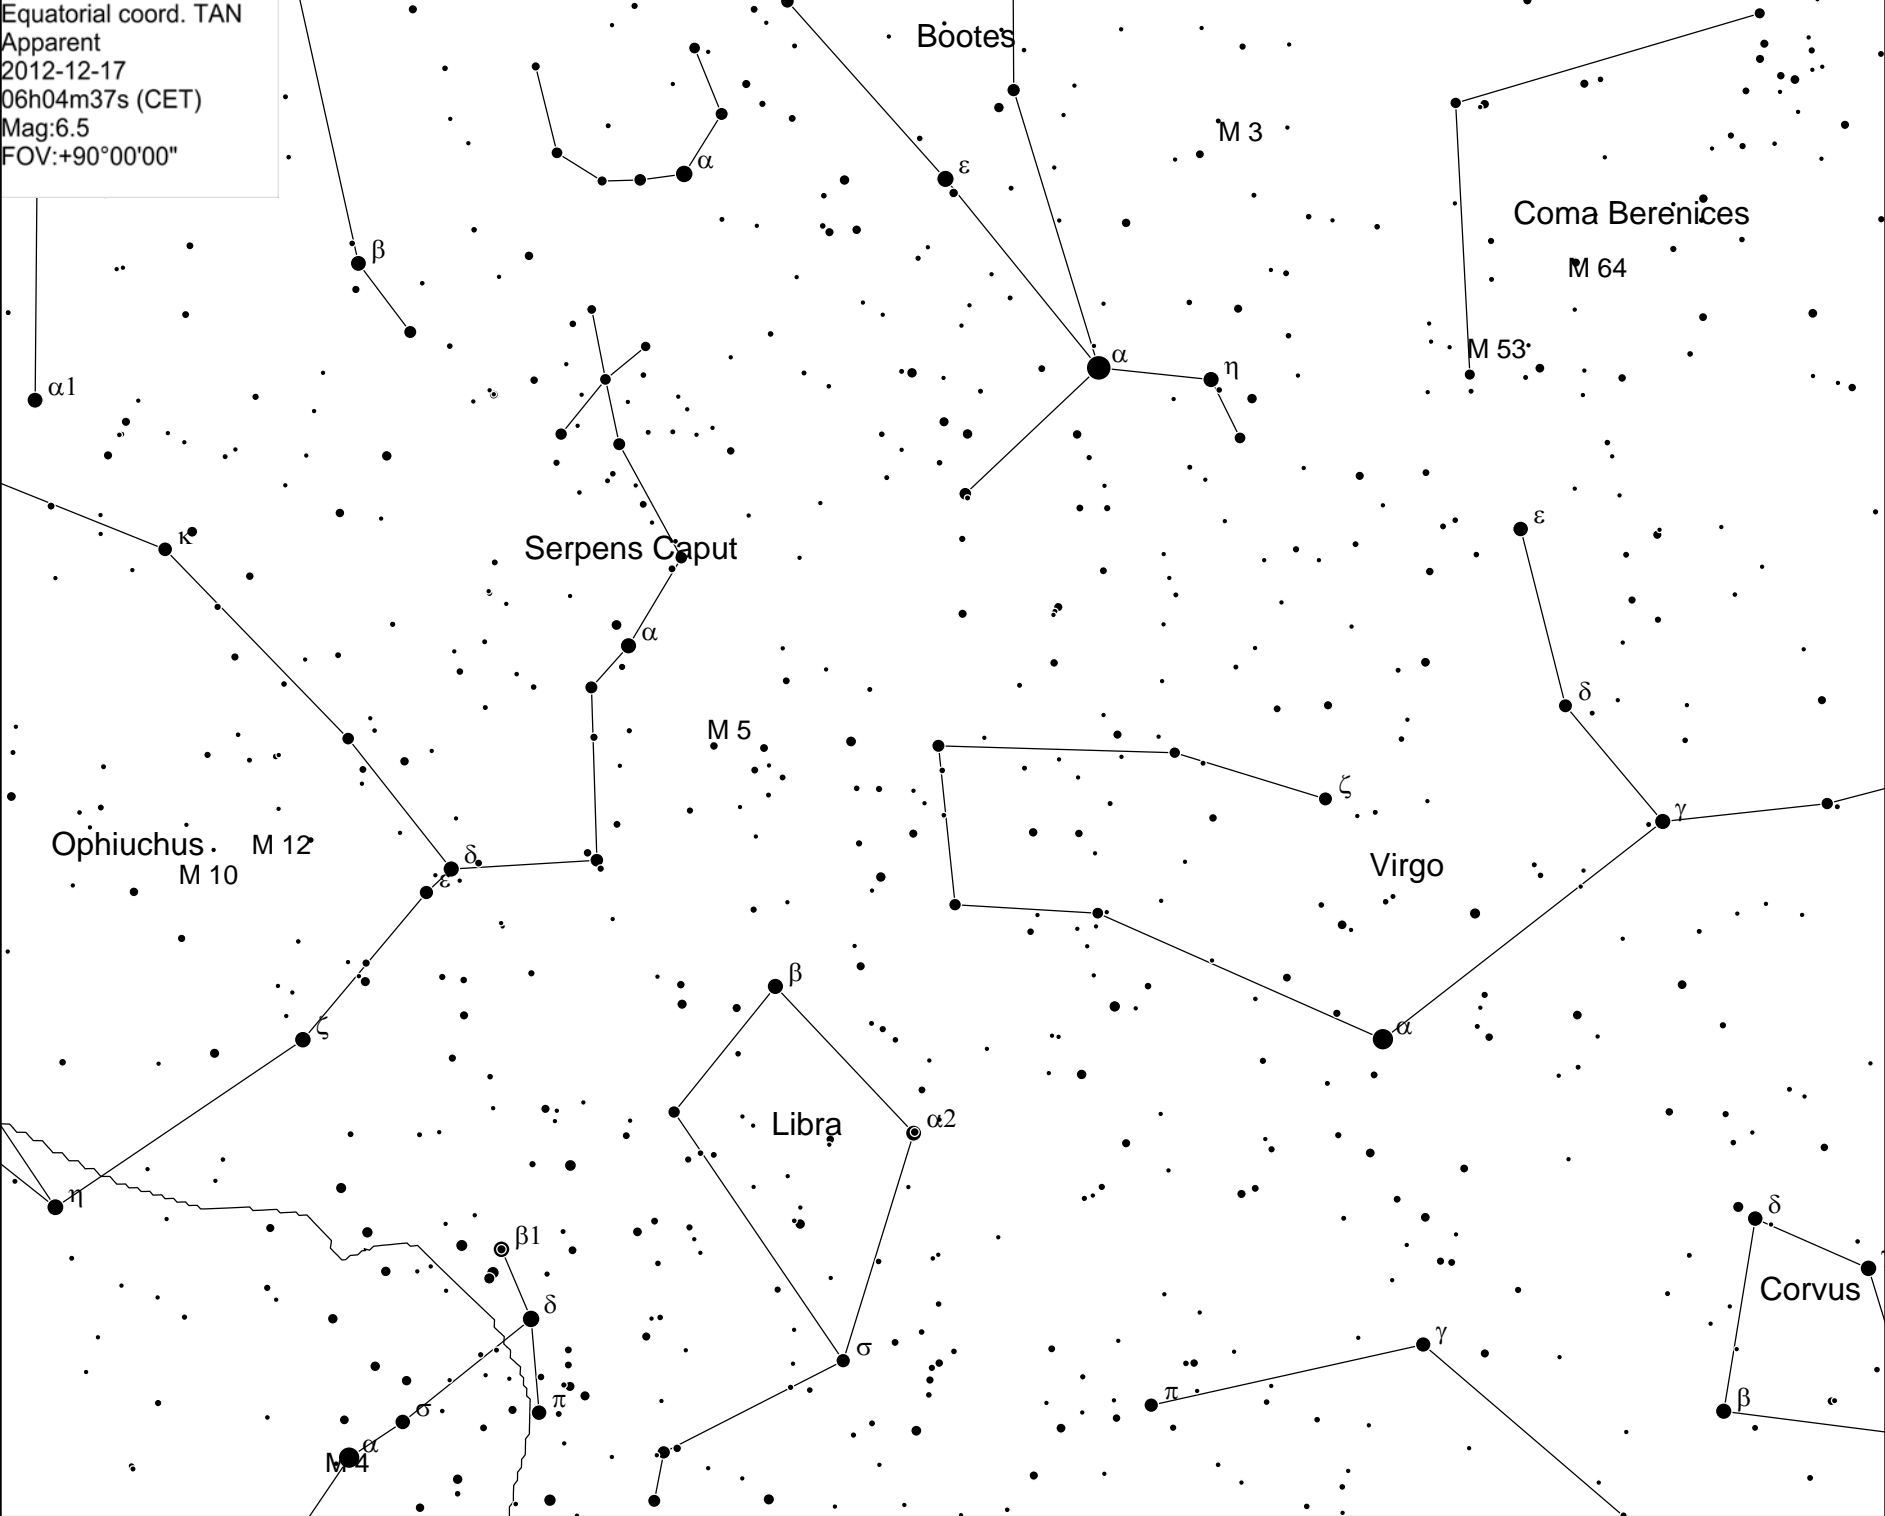 Equatorial coord. TAN
Apparent
2012-12-17
06h04m37s (CET)
Mag:6.5
FOV:+90°00'00"
Bootes
M 3
α
ε
Coma Berenices
β
M 64
M 53
α
η
α1
ε
κ
Serpens Caput
α
δ
M 5
ζ
γ
Ophiuchus
M 12
M 10
δ
ε
Virgo
β
ζ
α
Libra
α2
η
δ
β1
Corvus
δ
γ
σ
π
π
β
σ
α
M 4